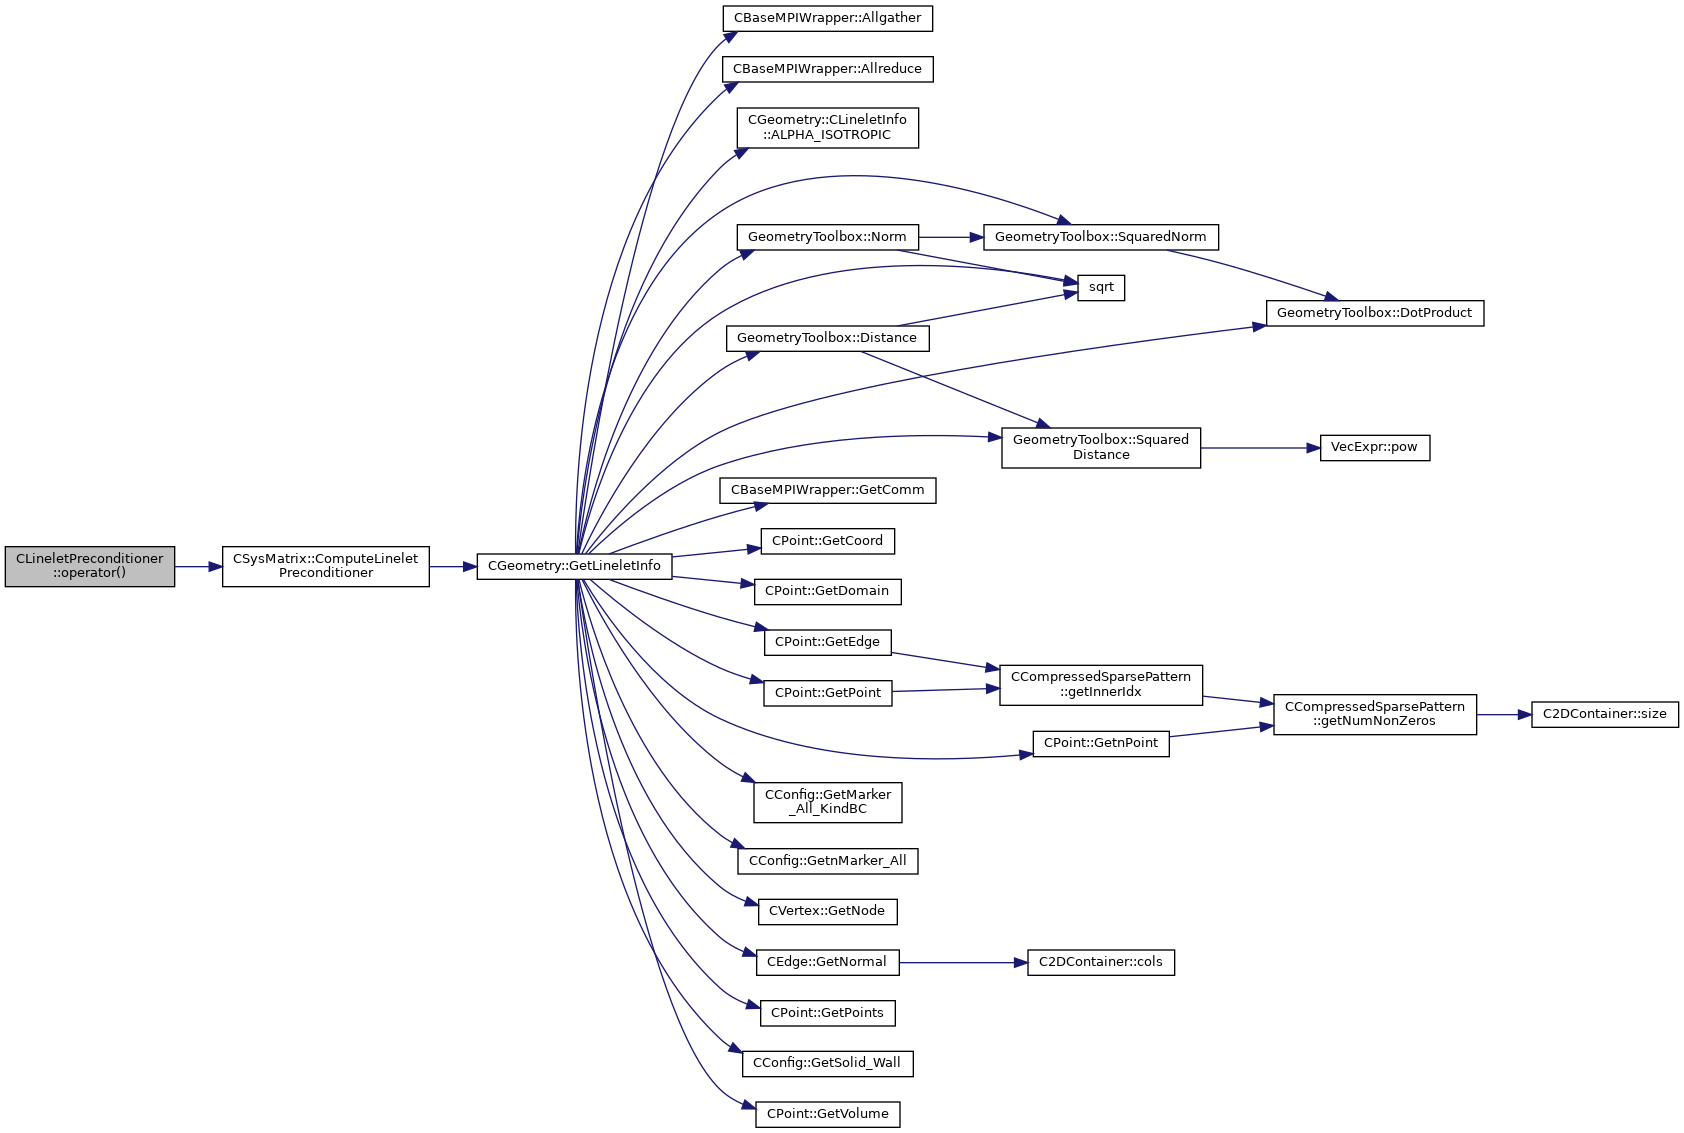 CBaseMPIWrapper::Allgather
CBaseMPIWrapper::Allreduce
CGeometry::CLineletInfo
::ALPHA_ISOTROPIC
GeometryToolbox::Norm
GeometryToolbox::SquaredNorm
sqrt
GeometryToolbox::DotProduct
GeometryToolbox::Distance
GeometryToolbox::Squared
Distance
VecExpr::pow
CBaseMPIWrapper::GetComm
CPoint::GetCoord
CLineletPreconditioner
::operator()
CSysMatrix::ComputeLinelet
Preconditioner
CGeometry::GetLineletInfo
CPoint::GetDomain
CPoint::GetEdge
CPoint::GetPoint
CCompressedSparsePattern
::getInnerIdx
CCompressedSparsePattern
::getNumNonZeros
C2DContainer::size
CPoint::GetnPoint
CConfig::GetMarker
_All_KindBC
CConfig::GetnMarker_All
CVertex::GetNode
CEdge::GetNormal
C2DContainer::cols
CPoint::GetPoints
CConfig::GetSolid_Wall
CPoint::GetVolume